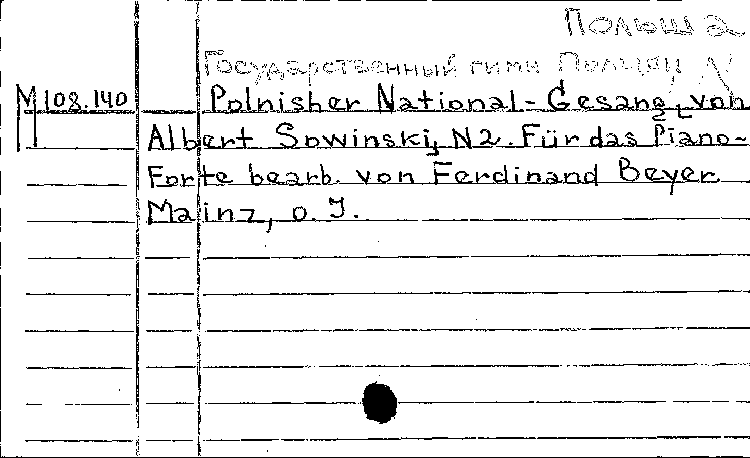 Польша
Государственный гимн Польши
M 108.140 Polnisher National-Gesang, von
Albert Sowinski, N2. Für das Piano-
Forte bearb. von Ferdinand Beyer
Mainz, o. J.